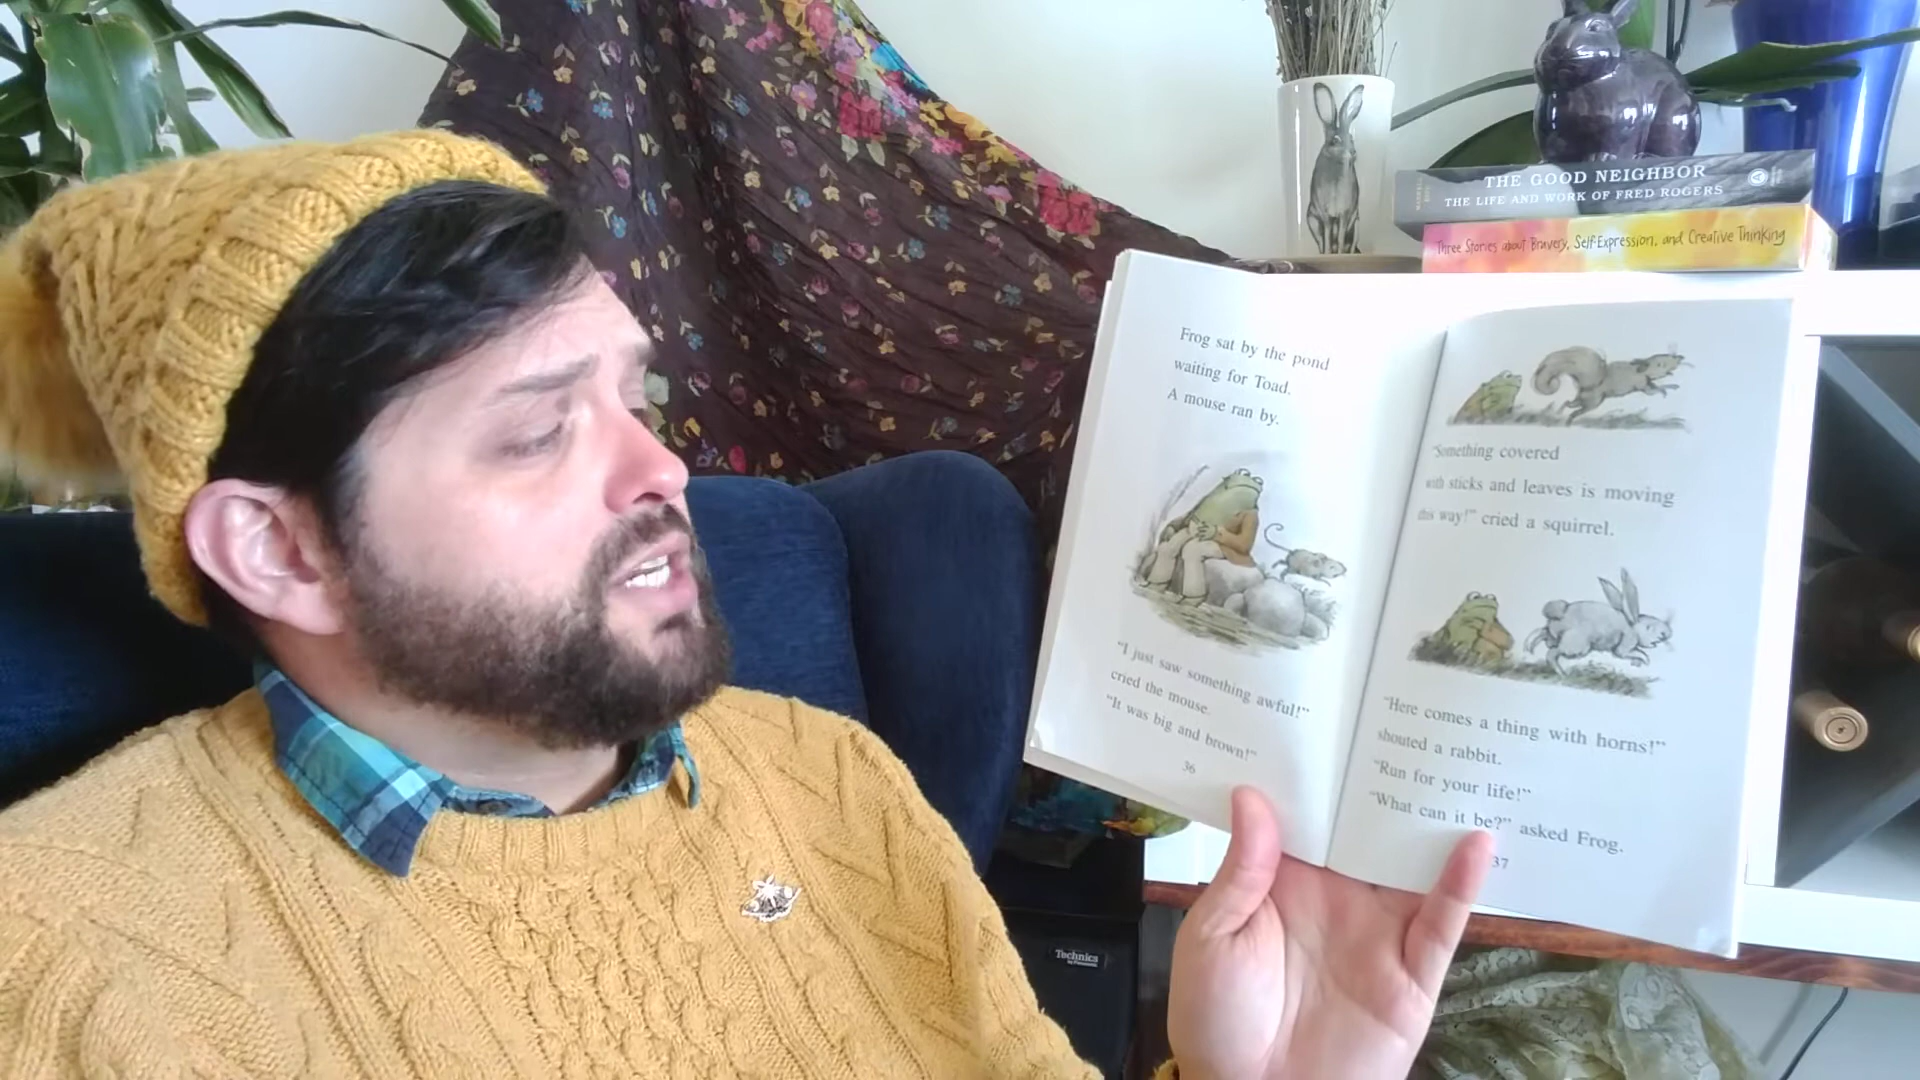 THE GOOD NEIGHBOR
THE LIFE AND WORK OF FRED ROGERS
Three Stories about Bravery, Self-Expression, and Creative Thinking
Frog sat by the pond
waiting for Toad.
A mouse ran by.
"I just saw something awful!"
cried the mouse.
"It was big and brown!"
36
"Something covered
with sticks and leaves is moving
this way!" cried a squirrel.
"Here comes a thing with horns!"
shouted a rabbit.
"Run for your life!"
"What can it be?" asked Frog.
37
Technics